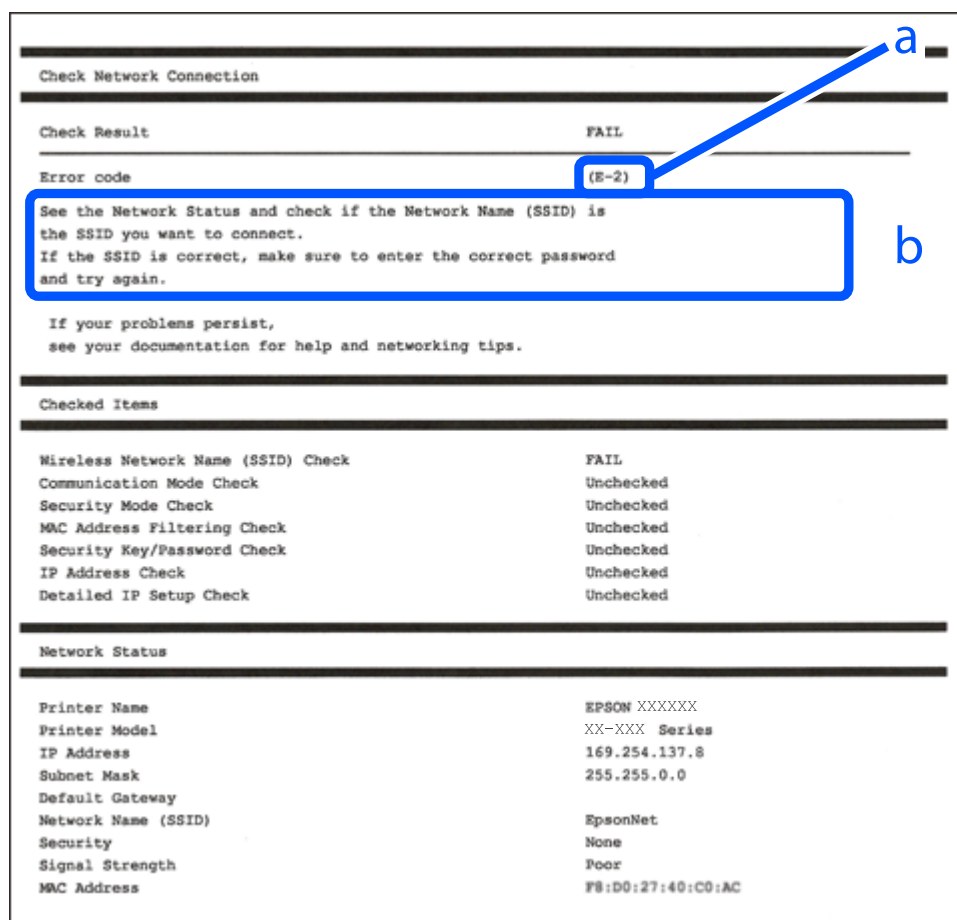 a
Check Network Connection
Check Result FAIL
Error code (E-2)
See the Network Status and check if the Network Name (SSID) is
the SSID you want to connect.
If the SSID is correct, make sure to enter the correct password
and try again.
b
If your problems persist,
see your documentation for help and networking tips.
Checked Items
Wireless Network Name (SSID) Check FAIL
Communication Mode Check Unchecked
Security Mode Check Unchecked
MAC Address Filtering Check Unchecked
Security Key/Password Check Unchecked
IP Address Check Unchecked
Detailed IP Setup Check Unchecked
Network Status
Printer Name EPSON XXXXXX
Printer Model XX-XXX Series
IP Address 169.254.137.8
Subnet Mask 255.255.0.0
Default Gateway
Network Name (SSID) EpsonNet
Security None
Signal Strength Poor
MAC Address F8:D0:27:40:C0:AC